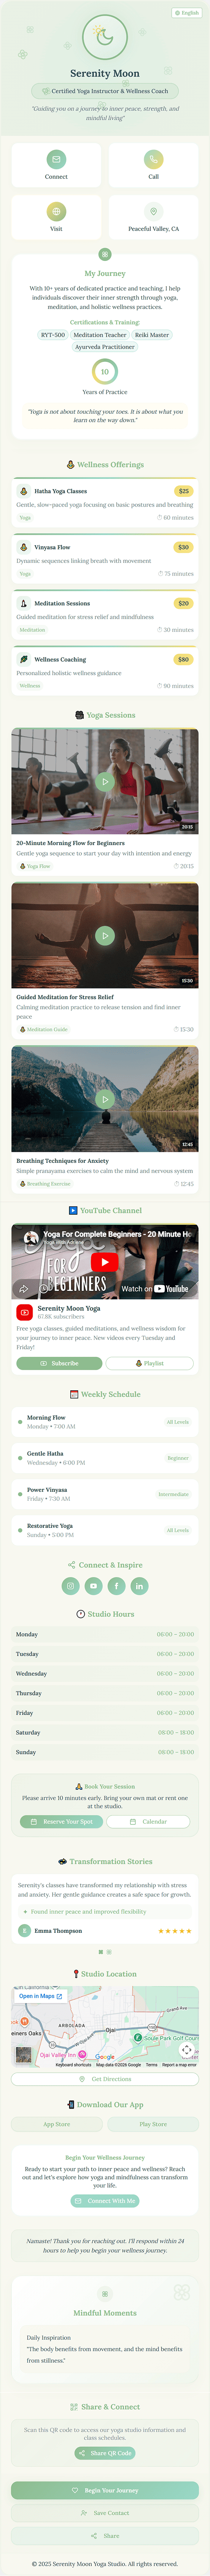 English
Serenity Moon
Certified Yoga Instructor & Wellness Coach
"Guiding you on a journey to inner peace, strength, and
mindful living"
Connect
Call
Visit
Peaceful Valley, CA
My Journey
With 10+ years of dedicated practice and teaching, I help
individuals discover their inner strength through yoga,
meditation, and holistic wellness practices.
Certifications & Training:
RYT-500
Meditation Teacher
Reiki Master
Ayurveda Practitioner
10
Years of Practice
"Yoga is not about touching your toes. It is about what you
learn on the way down."
Wellness Offerings
Hatha Yoga Classes
$25
Gentle, slow-paced yoga focusing on basic postures and breathing
Yoga
60 minutes
Vinyasa Flow
$30
Dynamic sequences linking breath with movement
Yoga
75 minutes
Meditation Sessions
$20
Guided meditation for stress relief and mindfulness
Meditation
30 minutes
Wellness Coaching
$80
Personalized holistic wellness guidance
Wellness
90 minutes
Yoga Sessions
20:15
20-Minute Morning Flow for Beginners
Gentle yoga sequence to start your day with intention and energy
Yoga Flow
20:15
15:30
Guided Meditation for Stress Relief
Calming meditation practice to release tension and find inner
peace
Meditation Guide
15:30
12:45
Breathing Techniques for Anxiety
Simple pranayama exercises to calm the mind and nervous system
Breathing Exercise
12:45
YouTube Channel
Yoga For Complete Beginners - 20 Minute Ho
Yoga With Adriene
FOR
BEGINNERS
Watch on YouTube
Serenity Moon Yoga
67.8K subscribers
Free yoga classes, guided meditations, and wellness wisdom for
your journey to inner peace. New videos every Tuesday and
Friday!
Subscribe
Playlist
Weekly Schedule
Morning Flow
Monday • 7:00 AM
All Levels
Gentle Hatha
Wednesday • 6:00 PM
Beginner
Power Vinyasa
Friday • 7:30 AM
Intermediate
Restorative Yoga
Sunday • 5:00 PM
All Levels
Connect & Inspire
Studio Hours
Monday
06:00 – 20:00
Tuesday
06:00 – 20:00
Wednesday
06:00 – 20:00
Thursday
06:00 – 20:00
Friday
06:00 – 20:00
Saturday
08:00 – 18:00
Sunday
08:00 – 18:00
Book Your Session
Please arrive 10 minutes early. Bring your own mat or rent one
at the studio.
Reserve Your Spot
Calendar
Transformation Stories
Serenity's classes have transformed my relationship with stress
and anxiety. Her gentle guidance creates a safe space for growth.
Found inner peace and improved flexibility
E
Emma Thompson
Studio Location
Open in Maps
Grand Ave
ARBOLADA
Ojai
einers Oaks
Soule Park Golf Cour
Ojai Valley Inn
Google
Keyboard shortcuts
Map data ©2026 Google
Terms
Report a map error
Get Directions
Download Our App
App Store
Play Store
Begin Your Wellness Journey
Ready to start your path to inner peace and wellness? Reach
out and let's explore how yoga and mindfulness can transform
your life.
Connect With Me
Namaste! Thank you for reaching out. I'll respond within 24
hours to help you begin your wellness journey.
Mindful Moments
Daily Inspiration
"The body benefits from movement, and the mind benefits
from stillness."
Share & Connect
Scan this QR code to access our yoga studio information and
class schedules.
Share QR Code
Begin Your Journey
Save Contact
Share
© 2025 Serenity Moon Yoga Studio. All rights reserved.